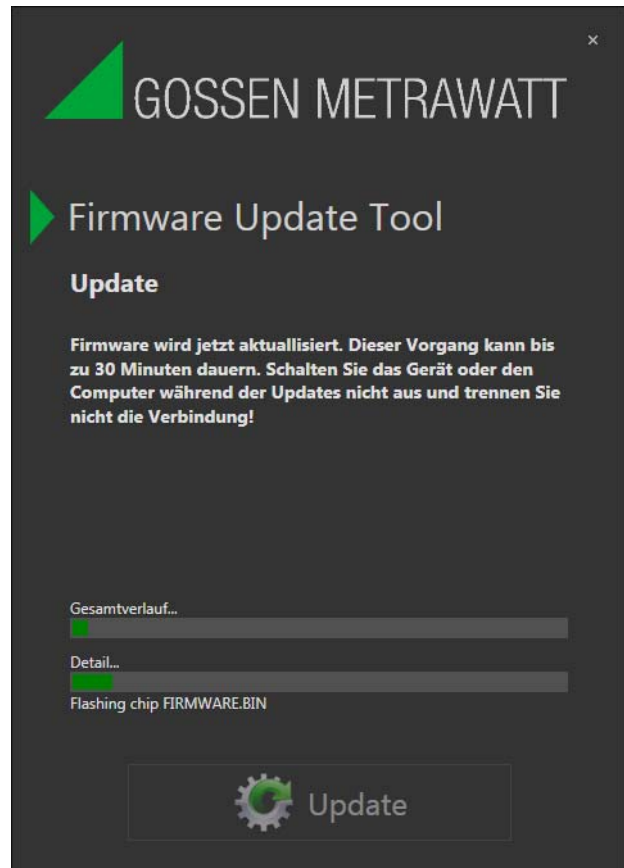 ×
GOSSEN METRAWATT
Firmware Update Tool
Update
Firmware wird jetzt aktuallisiert. Dieser Vorgang kann bis
zu 30 Minuten dauern. Schalten Sie das Gerät oder den
Computer während der Updates nicht aus und trennen Sie
nicht die Verbindung!
Gesamtverlauf...
Detail...
Flashing chip FIRMWARE.BIN
Update